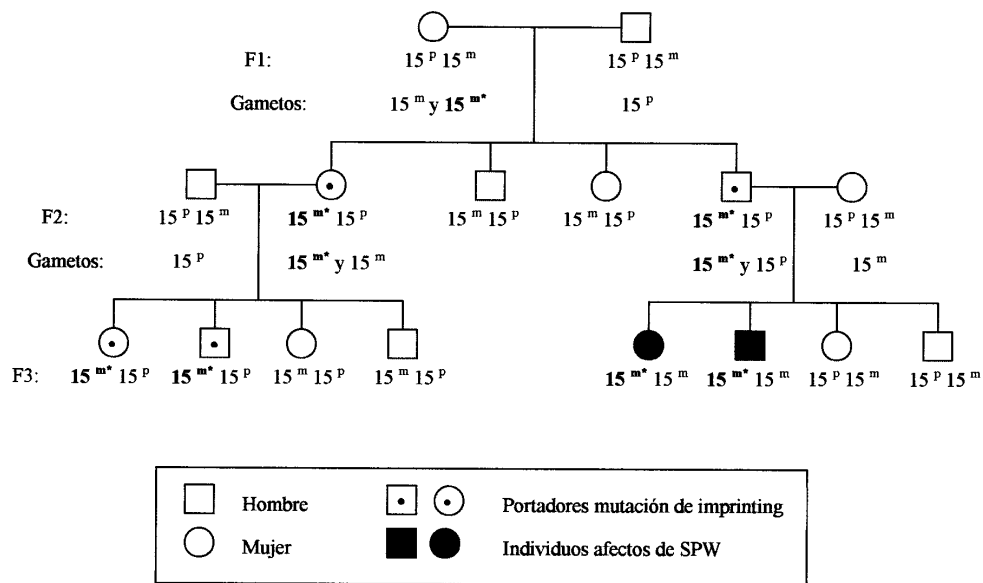 F1: 15 ᵖ 15 ᵐ 15 ᵖ 15 ᵐ
Gametos: 15 ᵐ y 15 ᵐ* 15 ᵖ
F2: 15 ᵖ 15 ᵐ 15 ᵐ* 15 ᵖ 15 ᵐ 15 ᵖ 15 ᵐ 15 ᵖ 15 ᵐ* 15 ᵖ 15 ᵖ 15 ᵐ
Gametos: 15 ᵖ 15 ᵐ* y 15 ᵐ 15 ᵐ* y 15 ᵖ 15 ᵐ
F3: 15 ᵐ* 15 ᵖ 15 ᵐ* 15 ᵖ 15 ᵐ 15 ᵖ 15 ᵐ 15 ᵖ 15 ᵐ* 15 ᵐ 15 ᵐ* 15 ᵐ 15 ᵖ 15 ᵐ 15 ᵖ 15 ᵐ
Hombre Portadores mutación de imprinting
Mujer Individuos afectos de SPW